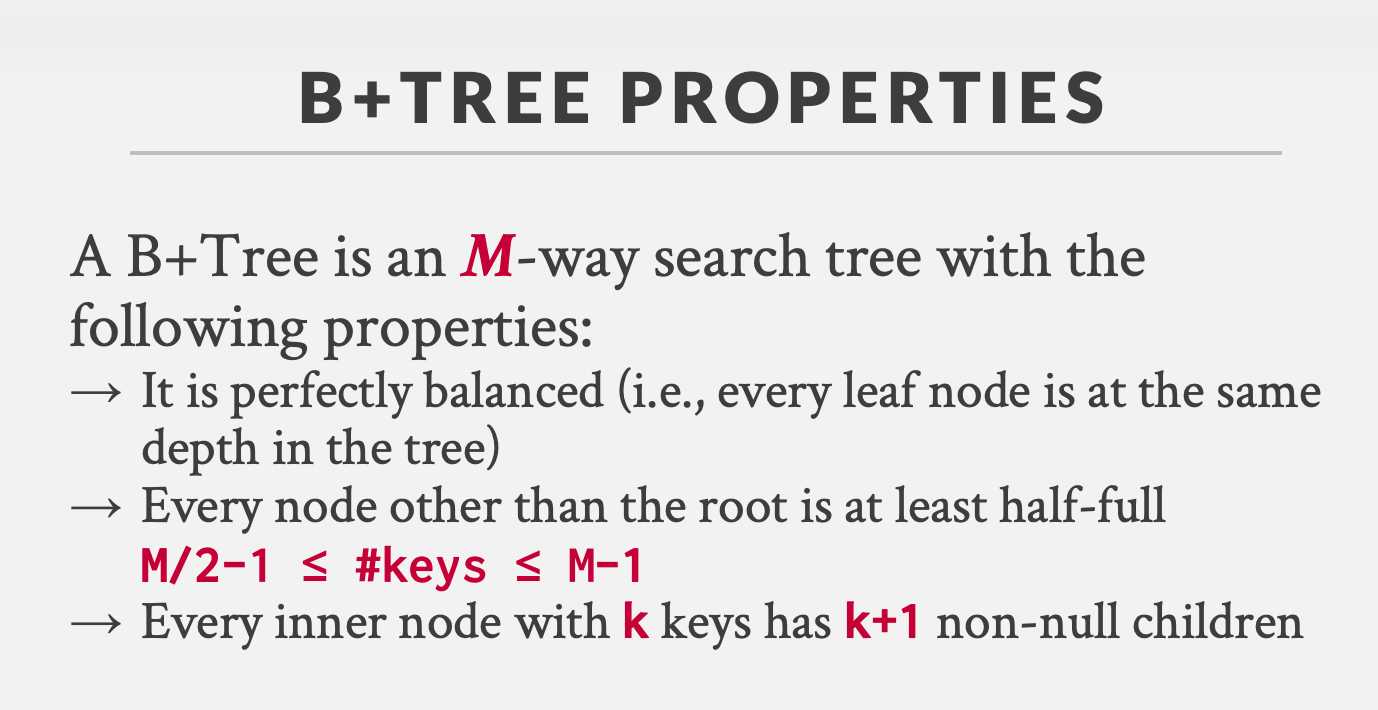 B+TREE PROPERTIES
A B+Tree is an M-way search tree with the
following properties:
→ It is perfectly balanced (i.e., every leaf node is at the same
depth in the tree)
→ Every node other than the root is at least half-full
M/2-1 ≤ #keys ≤ M-1
→ Every inner node with k keys has k+1 non-null children